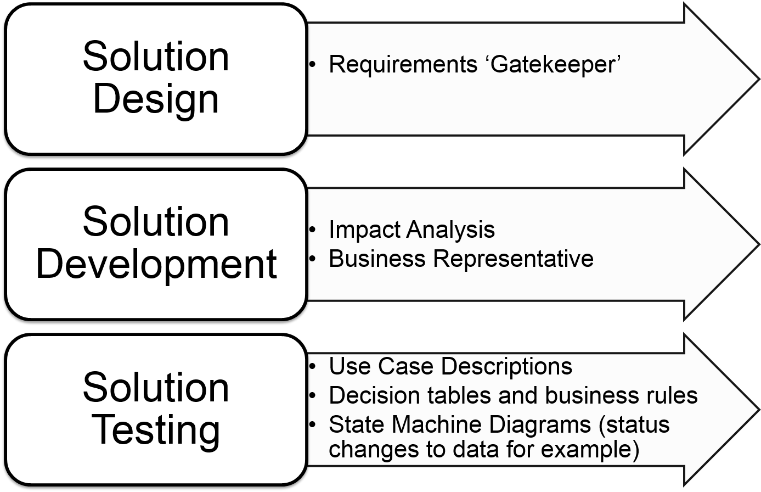 Solution
Design
• Requirements ‘Gatekeeper’
Solution
Development
• Impact Analysis
• Business Representative
Solution
Testing
• Use Case Descriptions
• Decision tables and business rules
• State Machine Diagrams (status
changes to data for example)